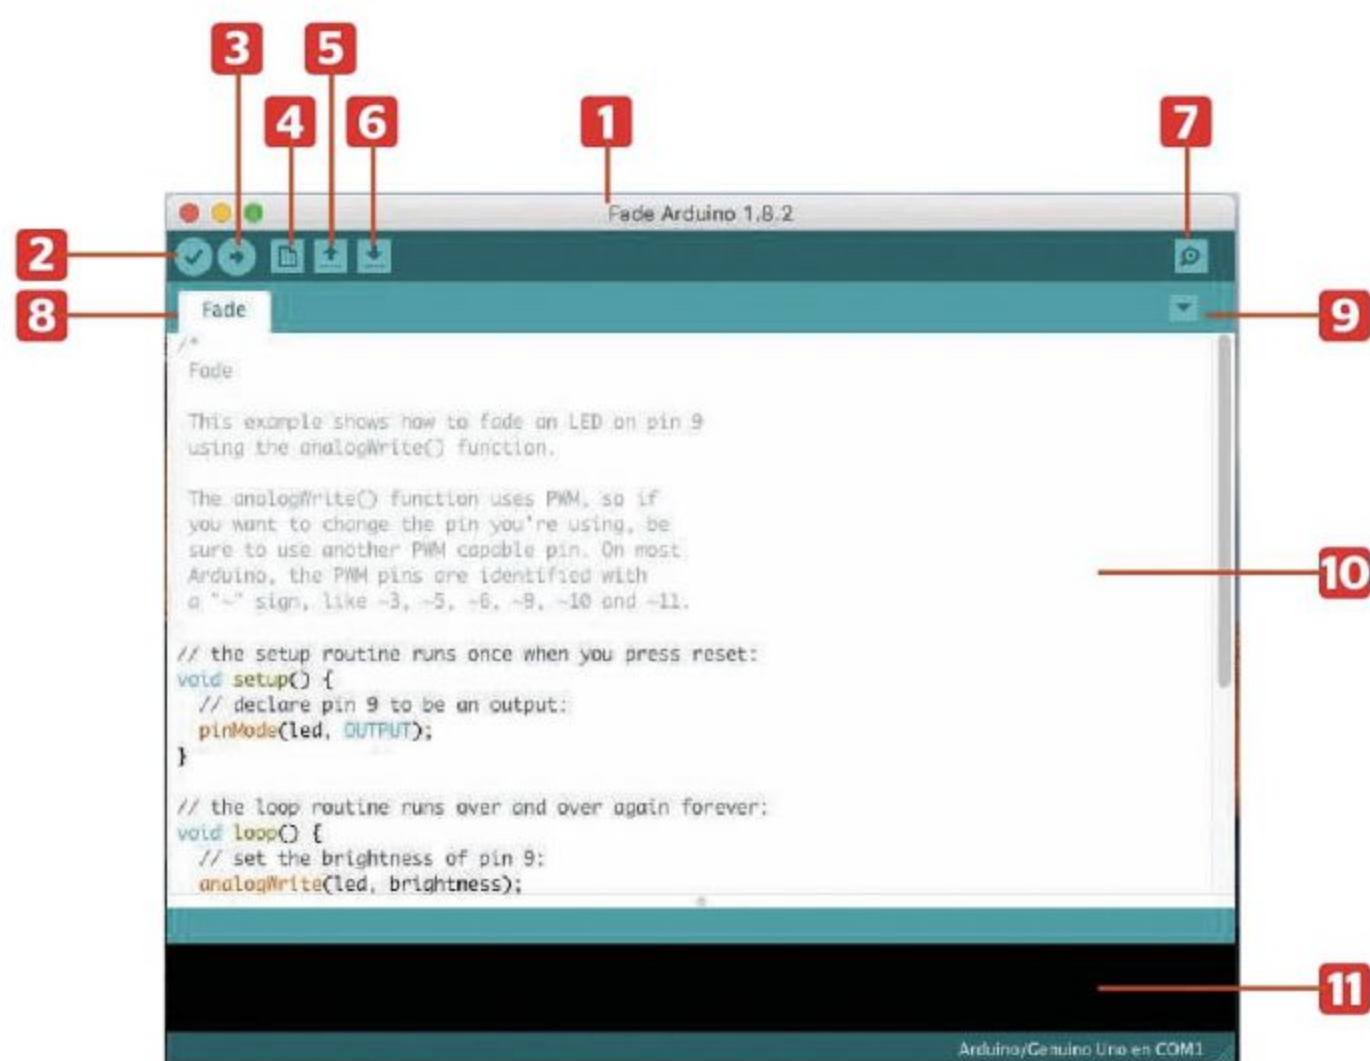 3
5
4
6
1
7
Fade Arduino 1.8.2
2
8
Fade
9
/*
Fade
This example shows how to fade an LED on pin 9
using the analogWrite() function.
The analogWrite() function uses PWM, so if
you want to change the pin you're using, be
sure to use another PWM capable pin. On most
Arduino, the PWM pins are identified with
a "~" sign, like ~3, ~5, ~6, ~9, ~10 and ~11.
10
// the setup routine runs once when you press reset:
void setup() {
// declare pin 9 to be an output:
pinMode(led, OUTPUT);
}
// the loop routine runs over and over again forever:
void loop() {
// set the brightness of pin 9:
analogWrite(led, brightness);
11
Arduino/Genuino Uno en COM1